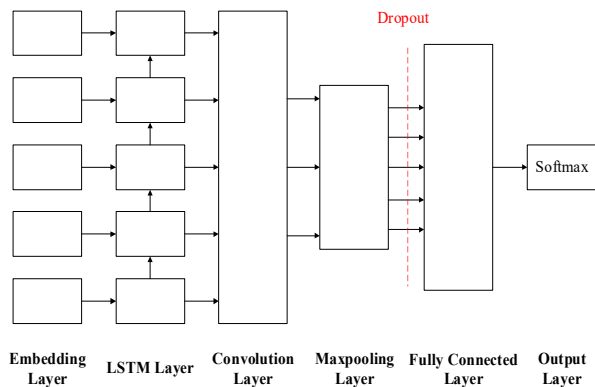 Dropout
Softmax
Embedding Layer
LSTM Layer
Convolution Layer
Maxpooling Layer
Fully Connected Layer
Output Layer